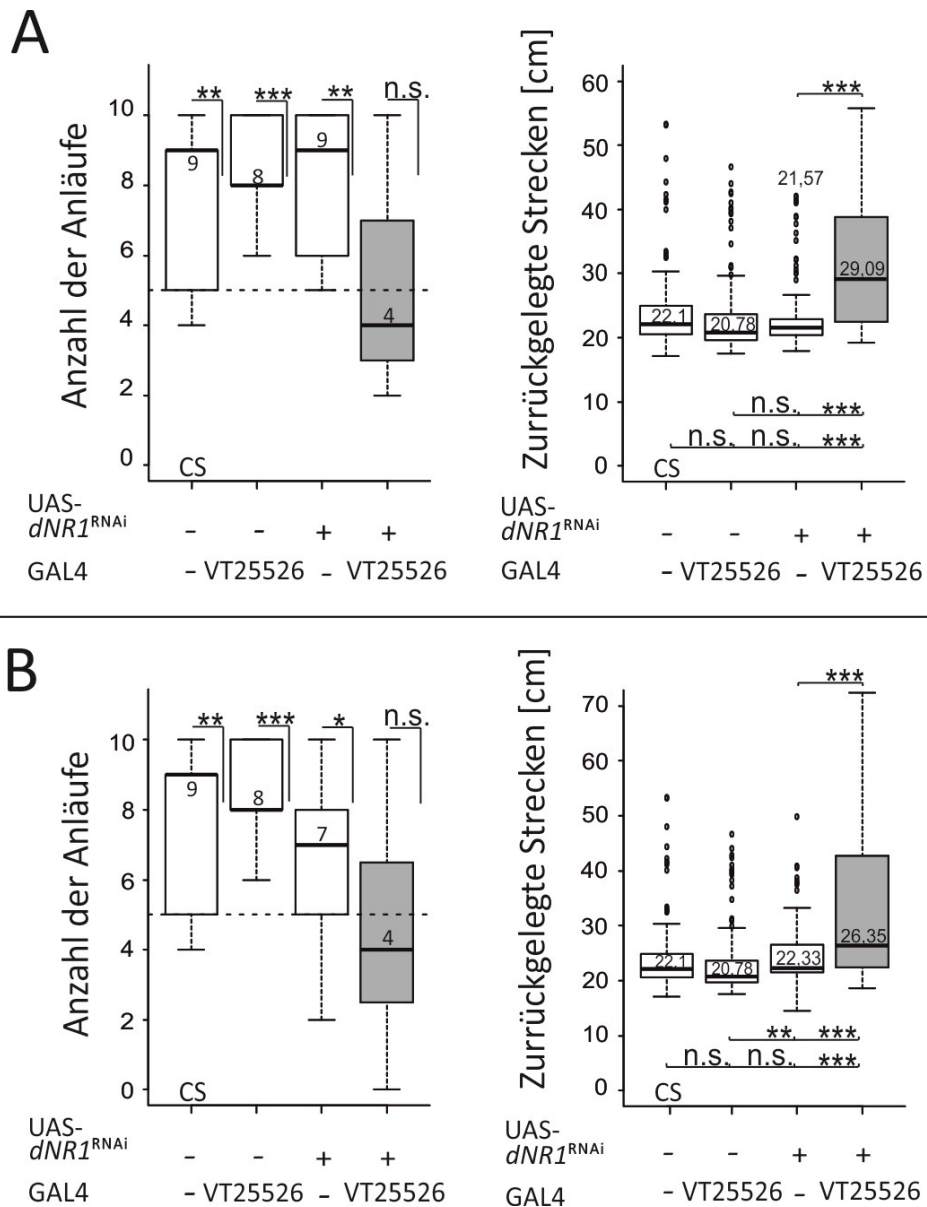 A
Anzahl der Anläufe
10
8
6
4
2
0
** *** ** n.s.
9 8 9 4
CS
UAS-
dNR1RNAi - - + +
GAL4 - VT25526 - VT25526
Zurrückgelegte Strecken [cm]
60
50
40
30
20
10
0
***
21,57
29,09
22,1 20,78
n.s. ***
n.s. n.s. ***
CS
UAS-
dNR1RNAi - - + +
GAL4 - VT25526 - VT25526
B
Anzahl der Anläufe
10
8
6
4
2
0
** *** * n.s.
9 8 7 4
CS
UAS-
dNR1RNAi - - + +
GAL4 - VT25526 - VT25526
Zurrückgelegte Strecken [cm]
70
60
50
40
30
20
10
0
***
22,1 20,78 22,33 26,35
** ***
n.s. n.s. ***
CS
UAS-
dNR1RNAi - - + +
GAL4 - VT25526 - VT25526